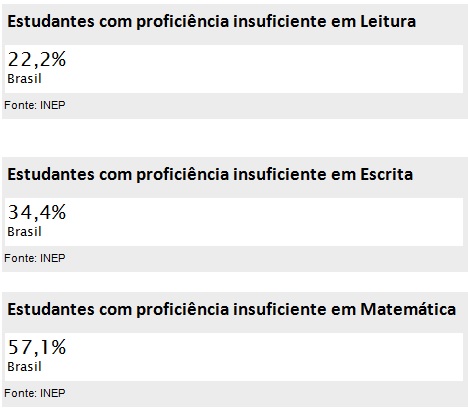 Estudantes com proficiência insuficiente em Leitura
22,2%
Brasil
Fonte: INEP
Estudantes com proficiência insuficiente em Escrita
34,4%
Brasil
Fonte: INEP
Estudantes com proficiência insuficiente em Matemática
57,1%
Brasil
Fonte: INEP